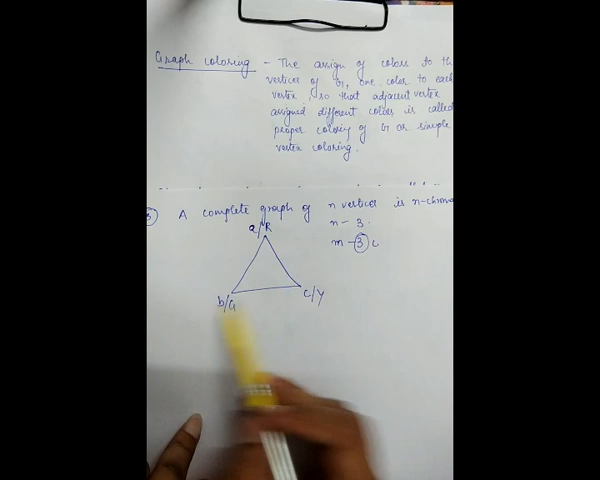 Graph coloring - The assign of colors to th
vertices of G, one color to each
vertex, so that adjacent vertex
assigned different colors is called
proper coloring of G or simple
vertex coloring.
3 A complete graph of n vertices is n-chroma
n - 3.
m - 3 c
a/R
b/G
c/Y